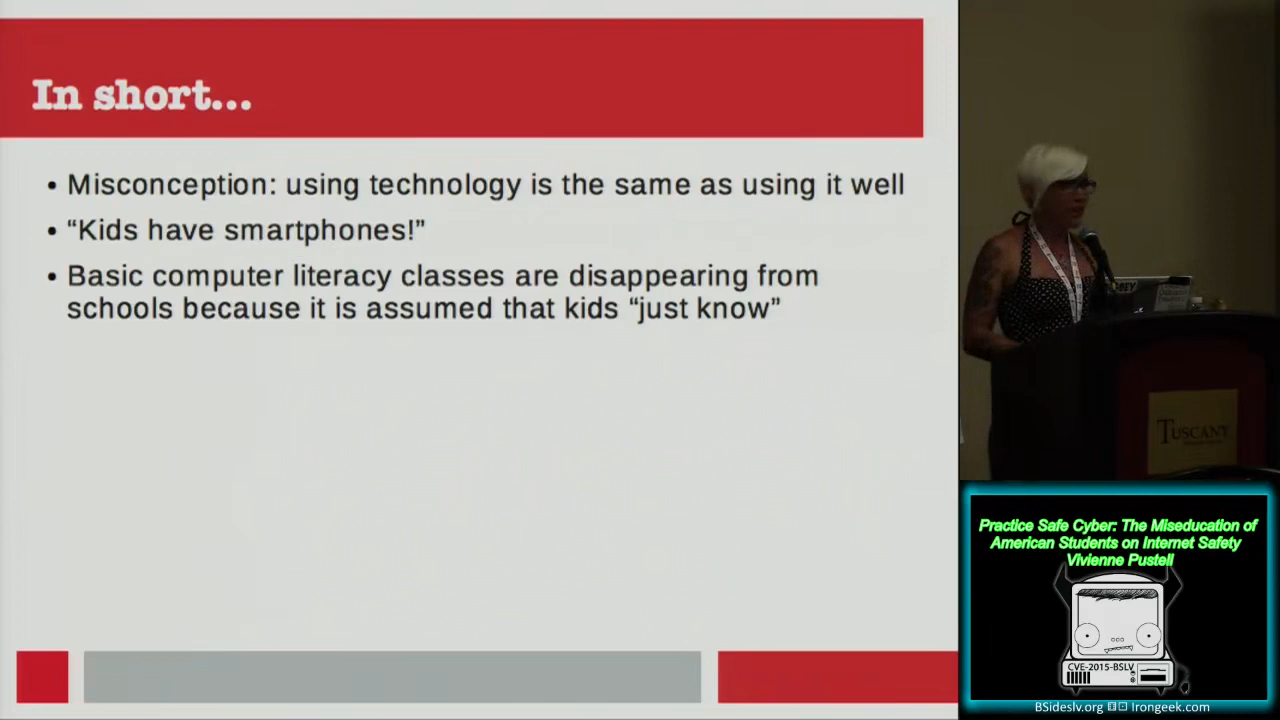 In short...
• Misconception: using technology is the same as using it well
• “Kids have smartphones!”
• Basic computer literacy classes are disappearing from
schools because it is assumed that kids “just know”
TUSCANY
Practice Safe Cyber: The Miseducation of
American Students on Internet Safety
Vivienne Pustell
CVE-2015-BSLV
BSideslv.org Irongeek.com